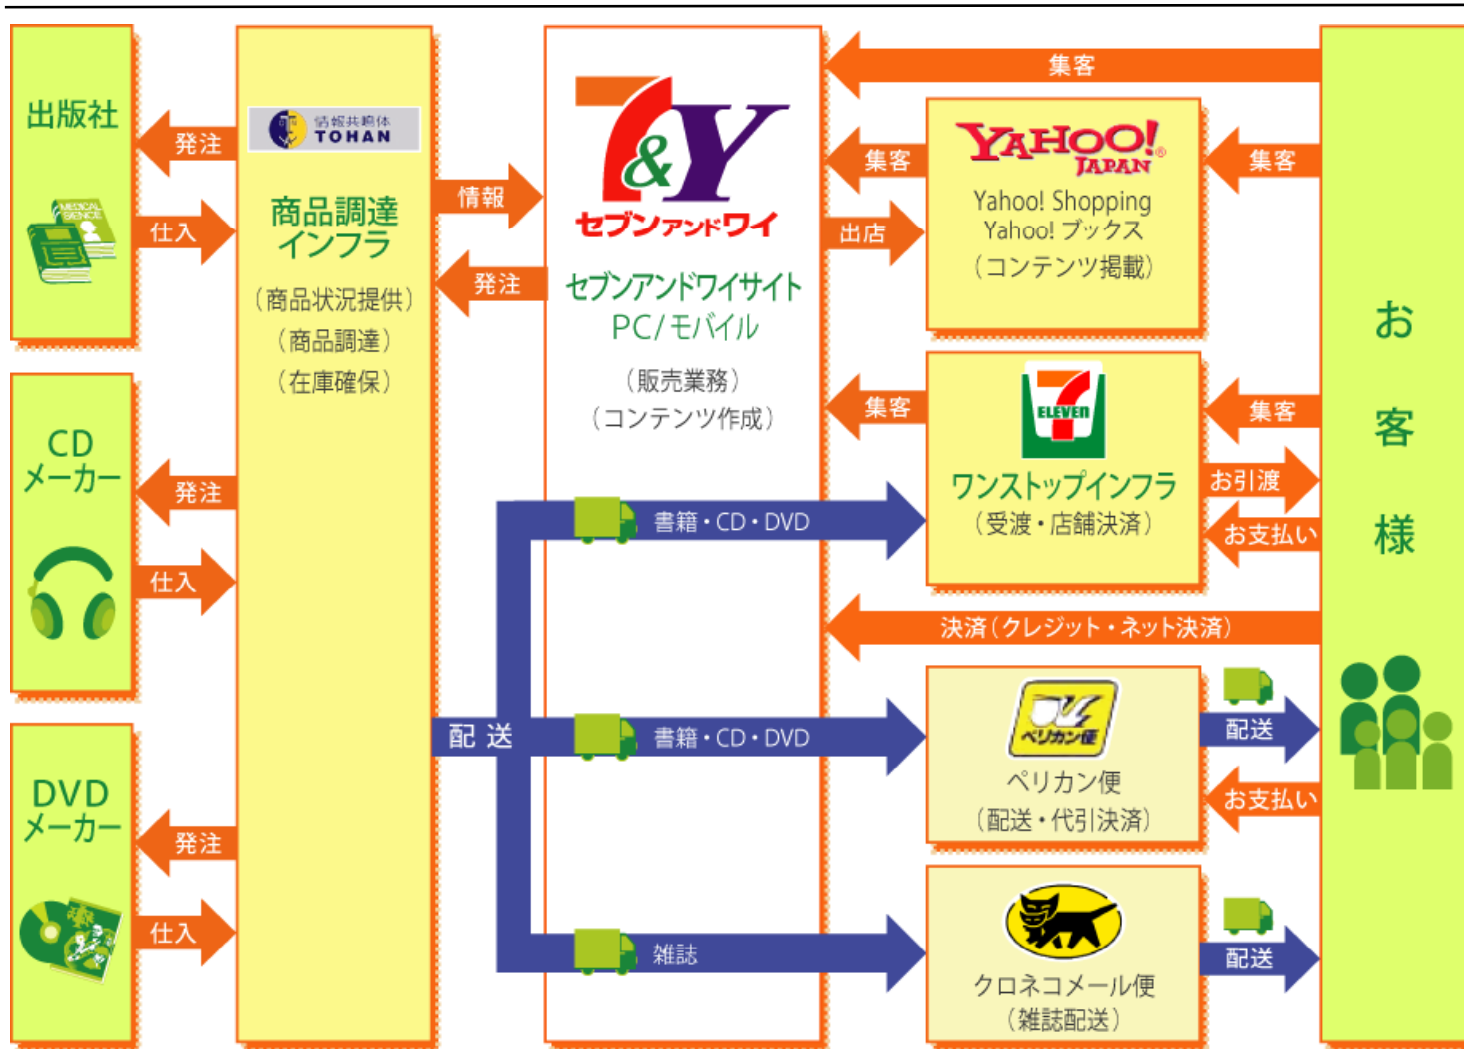 出版社
MEDICAL
発注
仕入
CD
メーカー
発注
仕入
DVD
メーカー
発注
仕入
情報共鳴体
TOHAN
商品調達
インフラ
（商品状況提供）
（商品調達）
（在庫確保）
情報
発注
配送
7&Y
セブンアンドワイ
セブンアンドワイサイト
PC/モバイル
（販売業務）
（コンテンツ作成）
書籍・CD・DVD
書籍・CD・DVD
雑誌
集客
集客
出店
集客
決済（クレジット・ネット決済）
YAHOO!
JAPAN
Yahoo! Shopping
Yahoo! ブックス
（コンテンツ掲載）
7
ELEVEN
ワンストップインフラ
（受渡・店舗決済）
ペリカン便
ペリカン便
（配送・代引決済）
クロネコメール便
（雑誌配送）
集客
集客
お引渡
お支払い
配送
お支払い
配送
お客様